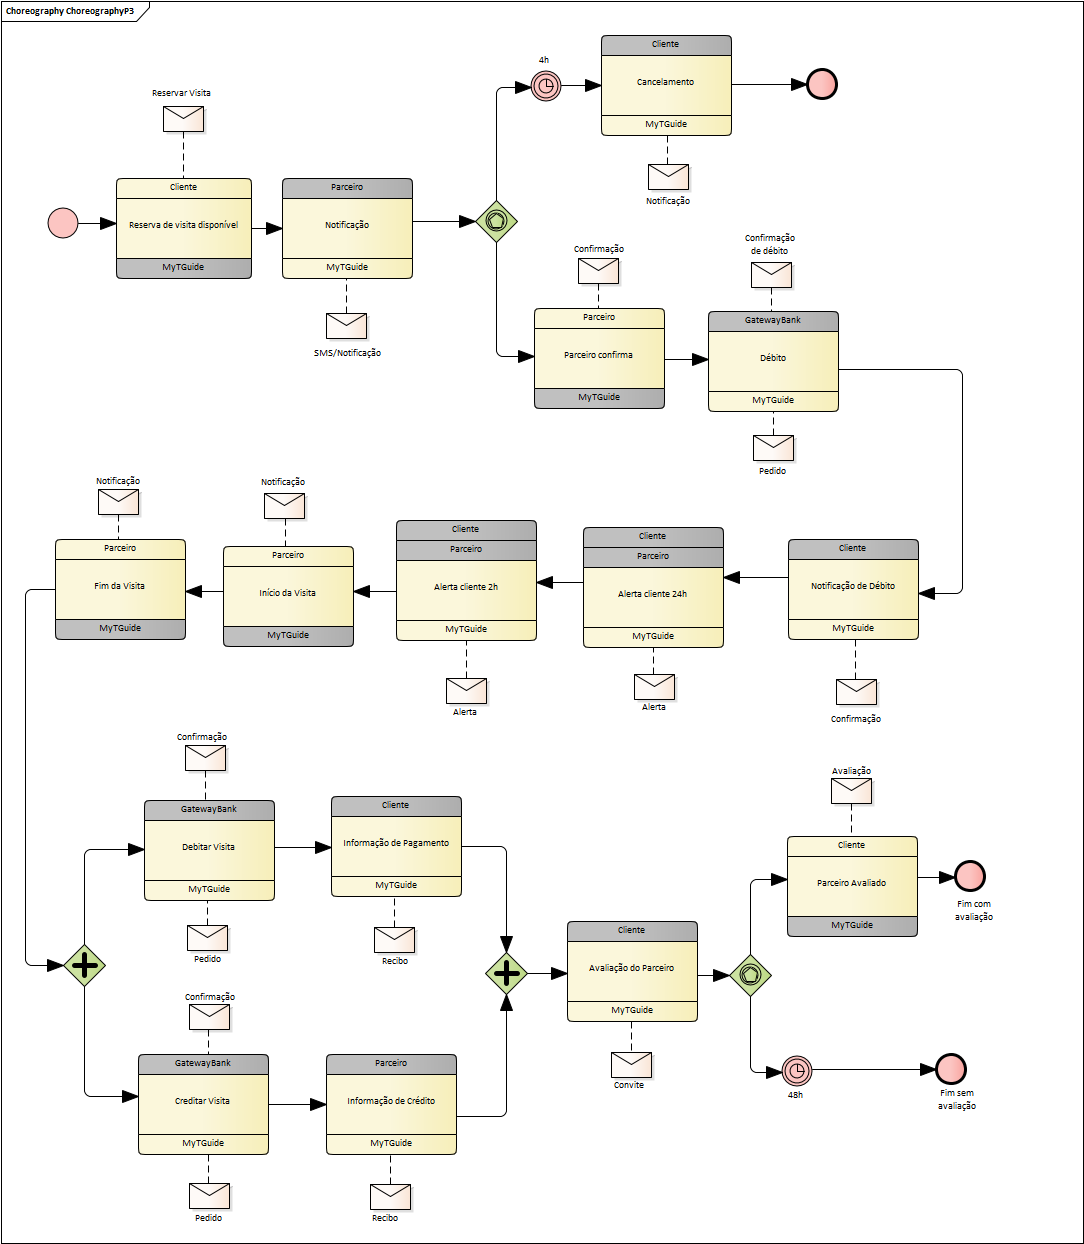 Choreography ChoreographyP3
4h
Cliente
Cancelamento
MyTGuide
Notificação
Reservar Visita
Cliente
Reserva de visita disponível
MyTGuide
Parceiro
Notificação
MyTGuide
SMS/Notificação
Confirmação
Parceiro
Parceiro confirma
MyTGuide
Confirmação
de débito
GatewayBank
Débito
MyTGuide
Pedido
Notificação
Parceiro
Fim da Visita
MyTGuide
Notificação
Parceiro
Início da Visita
MyTGuide
Cliente
Parceiro
Alerta cliente 2h
MyTGuide
Alerta
Cliente
Parceiro
Alerta cliente 24h
MyTGuide
Alerta
Cliente
Notificação de Débito
MyTGuide
Confirmação
Confirmação
GatewayBank
Debitar Visita
MyTGuide
Pedido
Cliente
Informação de Pagamento
MyTGuide
Recibo
Confirmação
GatewayBank
Creditar Visita
MyTGuide
Pedido
Parceiro
Informação de Crédito
MyTGuide
Recibo
Cliente
Avaliação do Parceiro
MyTGuide
Convite
Avaliação
Cliente
Parceiro Avaliado
MyTGuide
Fim com
avaliação
48h
Fim sem
avaliação